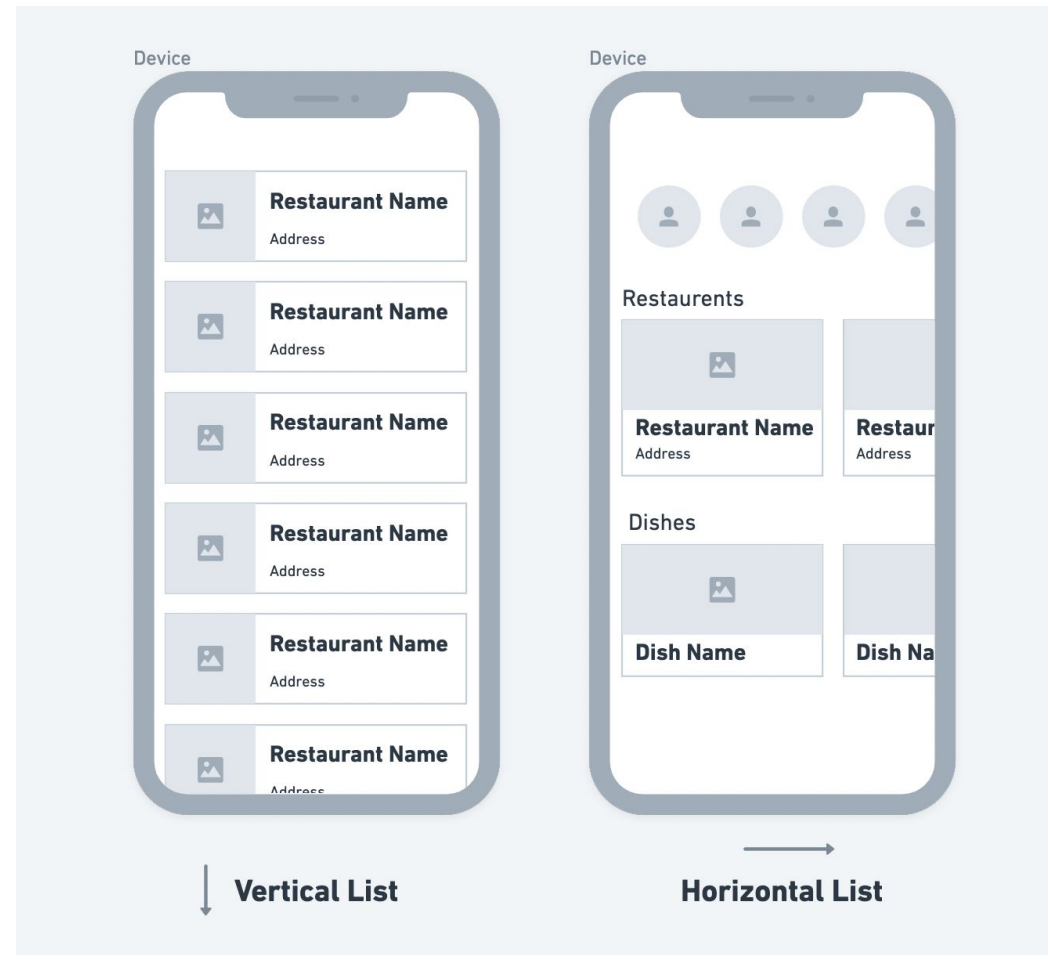 Device
Restaurant Name
Address
Restaurant Name
Address
Restaurant Name
Address
Restaurant Name
Address
Restaurant Name
Address
Restaurant Name
Address
Vertical List
Device
Restaurents
Restaurant Name
Address
Restaur
Address
Dishes
Dish Name
Dish Na
Horizontal List